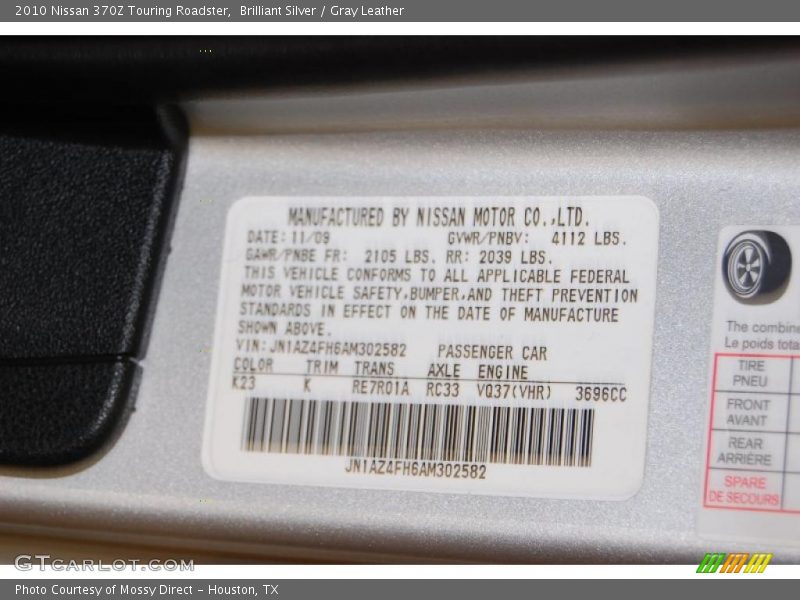 2010 Nissan 370Z Touring Roadster,  Brilliant Silver / Gray Leather
MANUFACTURED BY NISSAN MOTOR CO.,LTD.
DATE: 11/09 GVWR/PNBV: 4112 LBS.
GAWR/PNBE FR: 2105 LBS. RR: 2039 LBS.
THIS VEHICLE CONFORMS TO ALL APPLICABLE FEDERAL
MOTOR VEHICLE SAFETY,BUMPER,AND THEFT PREVENTION
STANDARDS IN EFFECT ON THE DATE OF MANUFACTURE
SHOWN ABOVE.
VIN: JN1AZ4FH6AM302582 PASSENGER CAR
COLOR TRIM TRANS AXLE ENGINE
K23 K RE7R01A RC33 VQ37(VHR) 3696CC
JN1AZ4FH6AM302582
The combine
Le poids tota
TIRE
PNEU
FRONT
AVANT
REAR
ARRIÈRE
SPARE
DE SECOURS
GTCARLOT.COM
Photo Courtesy of Mossy Direct – Houston, TX